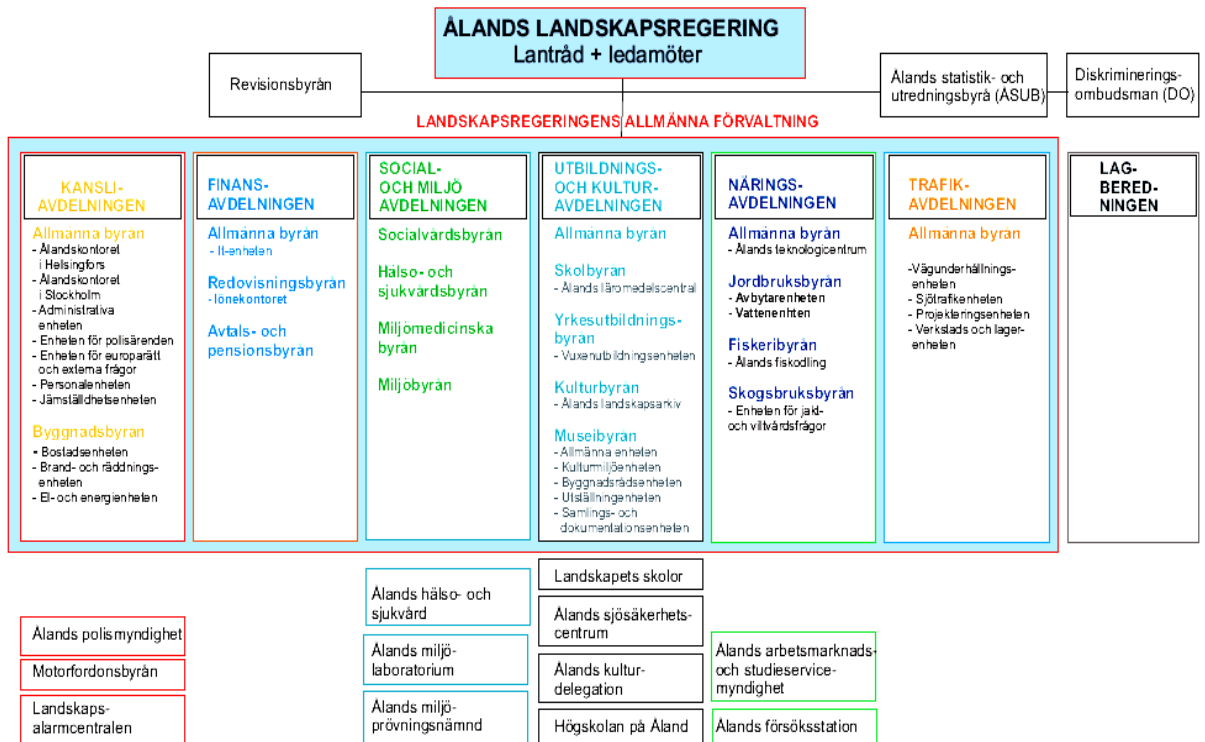 ÅLANDS LANDSKAPSREGERING
Lantråd + ledamöter
Revisionsbyrån
Ålands statistik- och
utredningsbyrå (ÅSUB)
Diskriminerings-
ombudsman (DO)
LANDSKAPSREGERINGENS ALLMÄNNA FÖRVALTNING
KANSLI-
AVDELNINGEN
Allmänna byrån
- Ålandskontoret
i Helsingfors
- Ålandskontoret
i Stockholm
- Administrativa
enheten
- Enheten för polisärenden
- Enheten för europarätt
och externa frågor
- Personalenheten
- Jämställdhetsenheten
Byggnadsbyrån
- Bostadsenheten
- Brand- och räddnings-
enheten
- El- och energienheten
FINANS-
AVDELNINGEN
Allmänna byrån
- It-enheten
Redovisningsbyrån
- lönekontoret
Avtals- och
pensionsbyrån
SOCIAL-
OCH MILJÖ
AVDELNINGEN
Socialvårdsbyrån
Hälso- och
sjukvårdsbyrån
Miljömedicinska
byrån
Miljöbyrån
UTBILDNINGS-
OCH KULTUR-
AVDELNINGEN
Allmänna byrån
Skolbyrån
- Ålands läromedelscentral
Yrkesutbildnings-
byrån
- Vuxenutbildningsenheten
Kulturbyrån
- Ålands landskapsarkiv
Museibyrån
- Allmänna enheten
- Kulturmiljöenheten
- Byggnadsrådsenheten
- Utställningenheten
- Samlings- och
dokumentationsenheten
NÄRINGS-
AVDELNINGEN
Allmänna byrån
- Ålands teknologicentrum
Jordbruksbyrån
- Avbytarenheten
- Vattenenhten
Fiskeribyrån
- Ålands fiskodling
Skogsbruksbyrån
- Enheten för jakt-
och viltvårdsfrågor
TRAFIK-
AVDELNINGEN
Allmänna byrån
-Vägunderhållnings-
enheten
- Sjötrafikenheten
- Projekteringsenheten
- Verkstads och lager-
enheten
LAG-
BERED-
NINGEN
Ålands polismyndighet
Motorfordonsbyrån
Landskaps-
alarmcentralen
Ålands hälso- och
sjukvård
Ålands miljö-
laboratorium
Ålands miljö-
prövningsnämnd
Landskapets skolor
Ålands sjösäkerhets-
centrum
Ålands kultur-
delegation
Högskolan på Åland
Ålands arbetsmarknads-
och studieservice-
myndighet
Ålands försöksstation